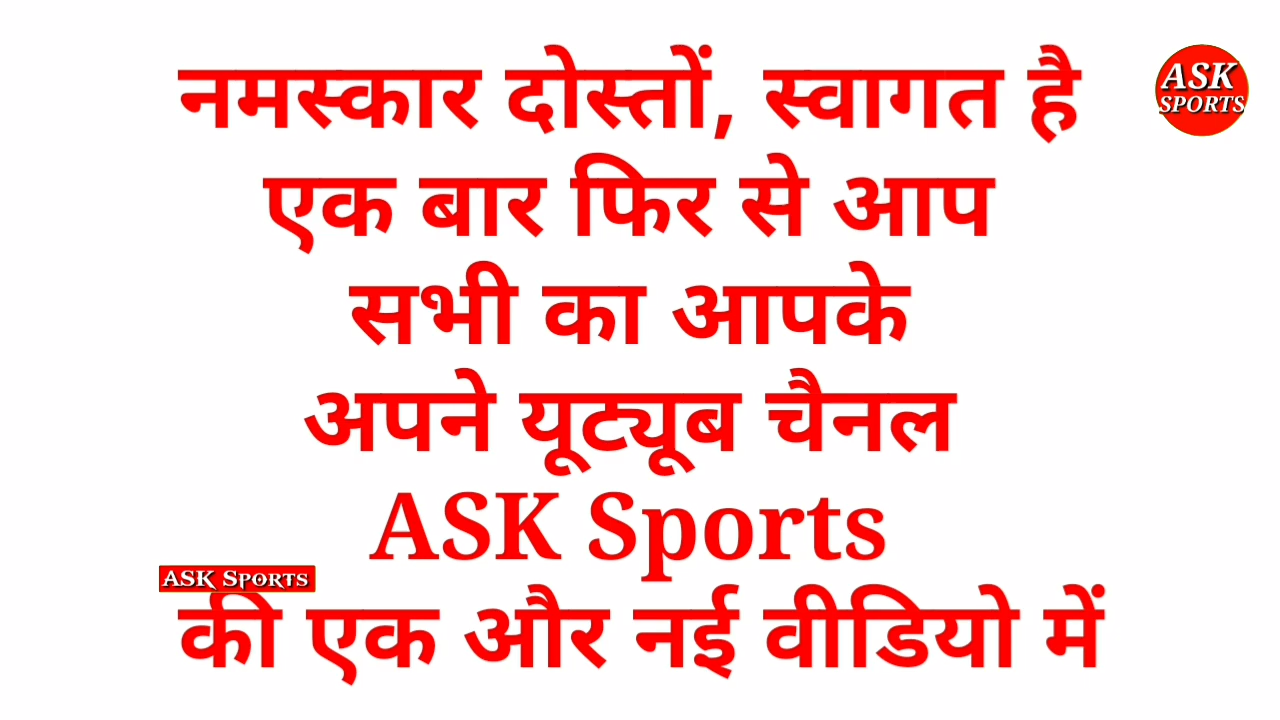 नमस्कार दोस्तों, स्वागत है
एक बार फिर से आप
सभी का आपके
अपने यूट्यूब चैनल
ASK Sports
की एक और नई वीडियो में
ASK
SPORTS
ASK SPORTS